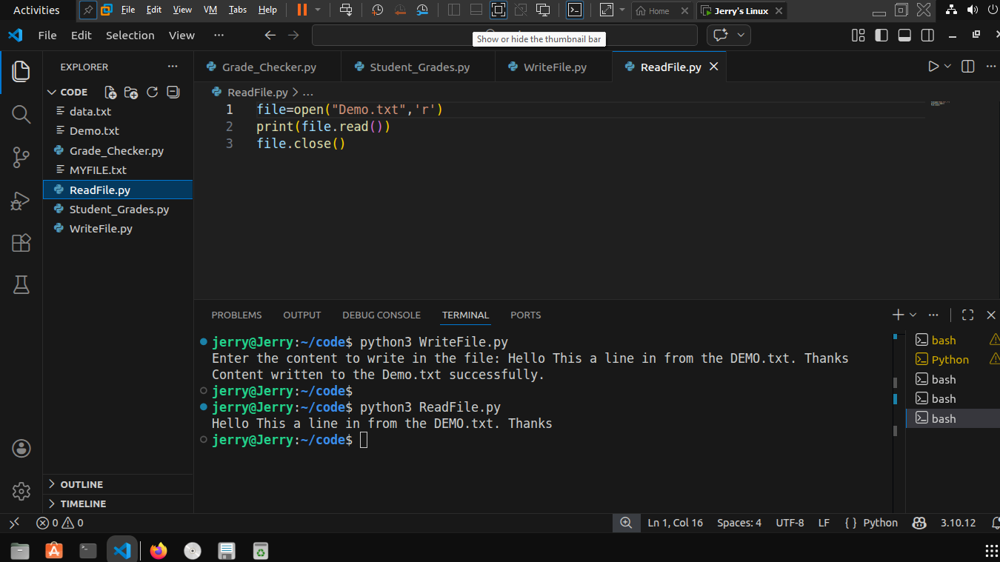 Activities File Edit View VM Tabs Help Home Jerry's Linux
File Edit Selection View ···
Show or hide the thumbnail bar
EXPLORER ···
Grade_Checker.py Student_Grades.py WriteFile.py ReadFile.py
CODE
data.txt
Demo.txt
Grade_Checker.py
MYFILE.txt
ReadFile.py
Student_Grades.py
WriteFile.py
OUTLINE
TIMELINE
ReadFile.py > ...
1 file=open("Demo.txt",'r')
2 print(file.read())
3 file.close()
PROBLEMS OUTPUT DEBUG CONSOLE TERMINAL PORTS
jerry@Jerry:~/code$ python3 WriteFile.py
Enter the content to write in the file: Hello This a line in from the DEMO.txt. Thanks
Content written to the Demo.txt successfully.
jerry@Jerry:~/code$
jerry@Jerry:~/code$ python3 ReadFile.py
Hello This a line in from the DEMO.txt. Thanks
jerry@Jerry:~/code$
bash
Python
bash
bash
bash
0 0 Ln 1, Col 16 Spaces: 4 UTF-8 LF { } Python 3.10.12